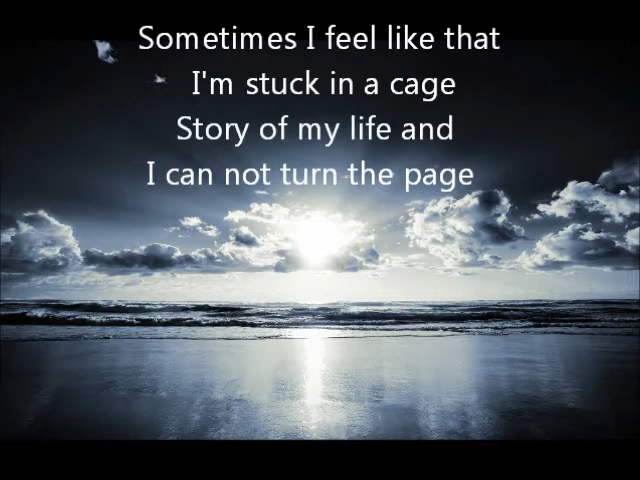 Sometimes I feel like that
I'm stuck in a cage
Story of my life and
I can not turn the page